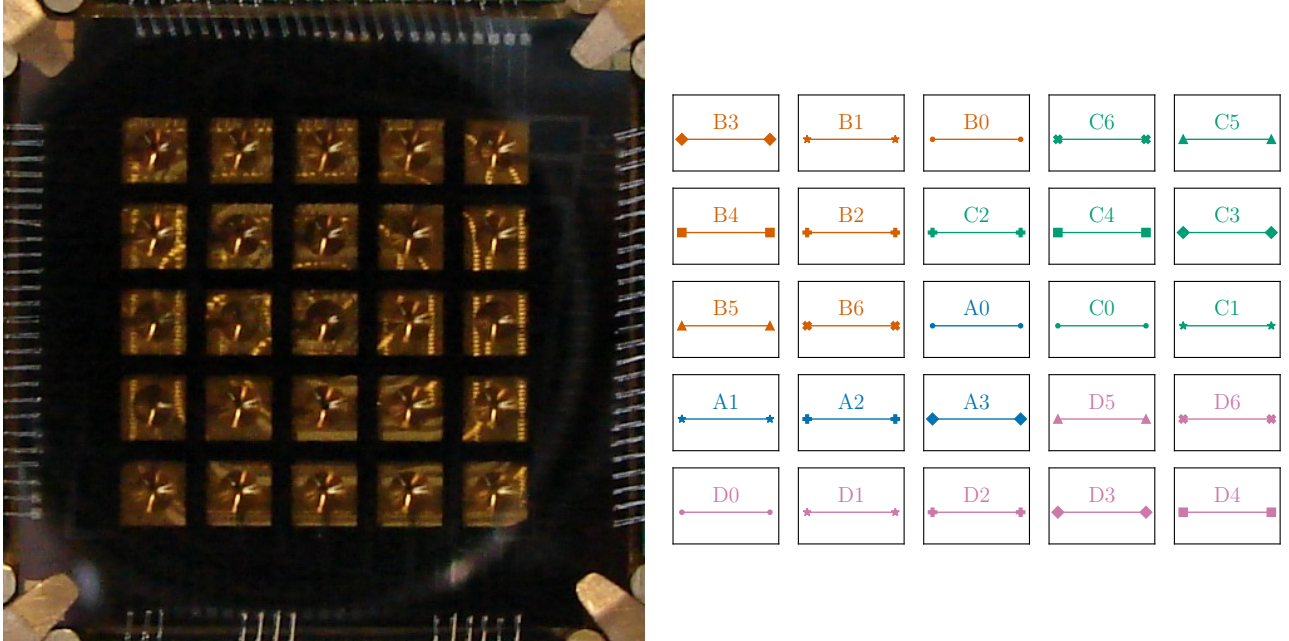 B3 B1 B0 C6 C5
B4 B2 C2 C4 C3
B5 B6 A0 C0 C1
A1 A2 A3 D5 D6
D0 D1 D2 D3 D4